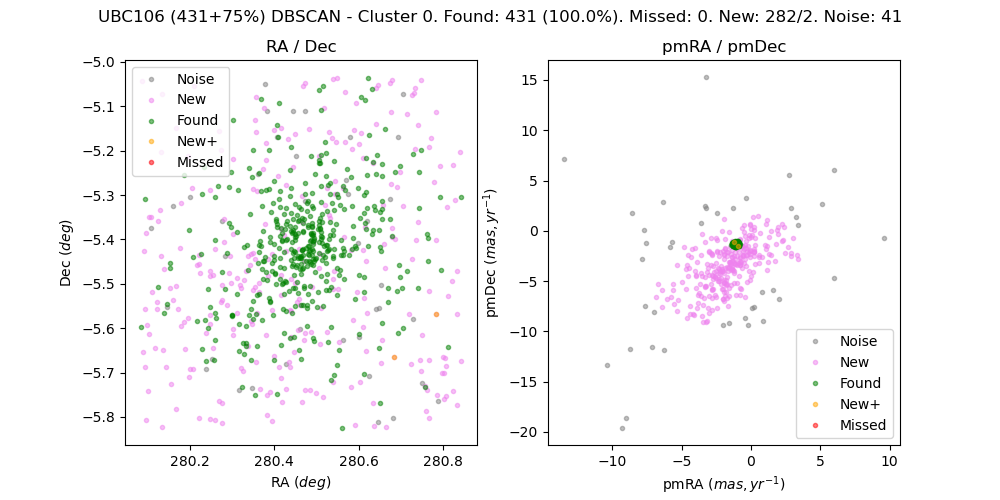 UBC106 (431+75%) DBSCAN - Cluster 0. Found: 431 (100.0%). Missed: 0. New: 282/2. Noise: 41
RA / Dec
−5.0
−5.1
−5.2
−5.3
−5.4
−5.5
−5.6
−5.7
−5.8
Dec (deg)
Noise
New
Found
New+
Missed
280.2
280.4
280.6
280.8
RA (deg)
pmRA / pmDec
15
10
5
0
−5
−10
−15
−20
pmDec (mas, yr⁻¹)
Noise
New
Found
New+
Missed
−10
−5
0
5
10
pmRA (mas, yr⁻¹)